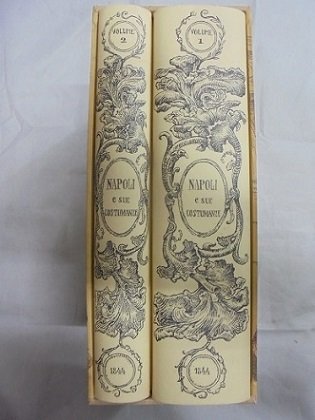 VOLUME
2
NAPOLI
e sue
COSTUMANZE
1844
VOLUME
1
NAPOLI
e sue
COSTUMANZE
1844